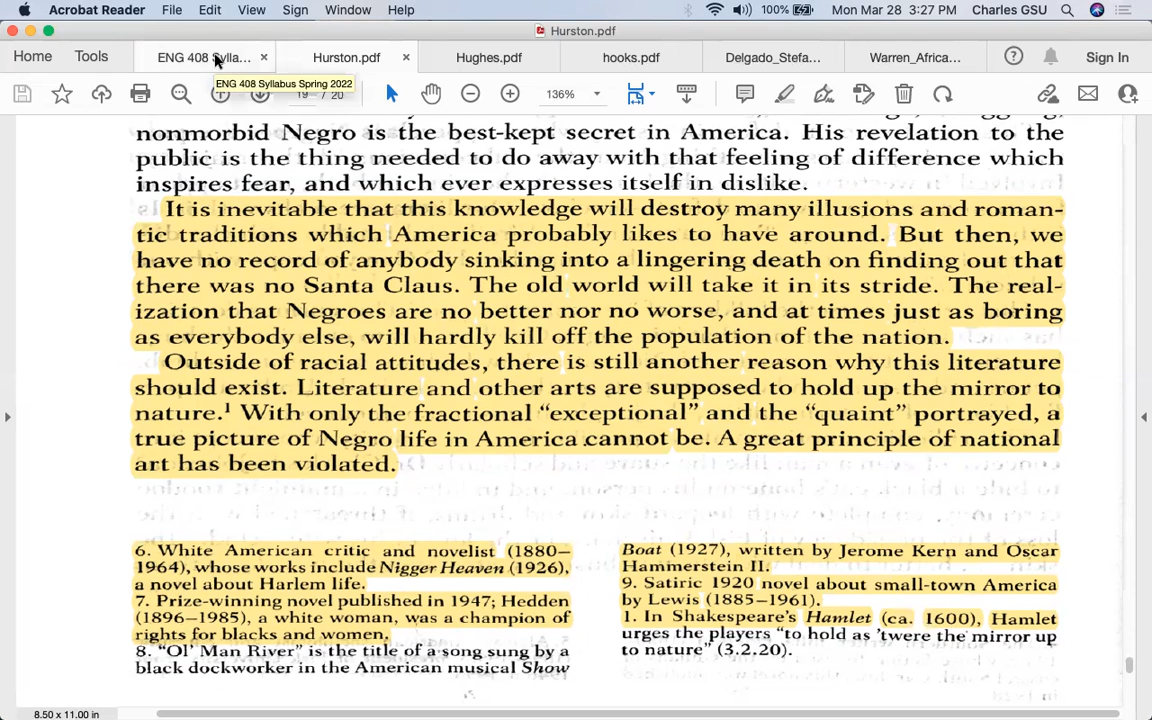 Acrobat Reader File Edit View Sign Window Help 100% Mon Mar 28 3:27 PM Charles GSU
Hurston.pdf
Home Tools ENG 408 Sylla... × Hurston.pdf × Hughes.pdf hooks.pdf Delgado_Stefa... Warren_Africa... Sign In
ENG 408 Syllabus Spring 2022
19 / 20 136%
nonmorbid Negro is the best-kept secret in America. His revelation to the
public is the thing needed to do away with that feeling of difference which
inspires fear, and which ever expresses itself in dislike.
It is inevitable that this knowledge will destroy many illusions and roman-
tic traditions which America probably likes to have around. But then, we
have no record of anybody sinking into a lingering death on finding out that
there was no Santa Claus. The old world will take it in its stride. The real-
ization that Negroes are no better nor no worse, and at times just as boring
as everybody else, will hardly kill off the population of the nation.
Outside of racial attitudes, there is still another reason why this literature
should exist. Literature and other arts are supposed to hold up the mirror to
nature.¹ With only the fractional “exceptional” and the “quaint” portrayed, a
true picture of Negro life in America cannot be. A great principle of national
art has been violated.
6. White American critic and novelist (1880–
1964), whose works include Nigger Heaven (1926),
a novel about Harlem life.
7. Prize-winning novel published in 1947; Hedden
(1896–1985), a white woman, was a champion of
rights for blacks and women.
8. “Ol’ Man River” is the title of a song sung by a
black dockworker in the American musical Show
Boat (1927), written by Jerome Kern and Oscar
Hammerstein II.
9. Satiric 1920 novel about small-town America
by Lewis (1885–1961).
1. In Shakespeare’s Hamlet (ca. 1600), Hamlet
urges the players “to hold as ’twere the mirror up
to nature” (3.2.20).
8.50 x 11.00 in